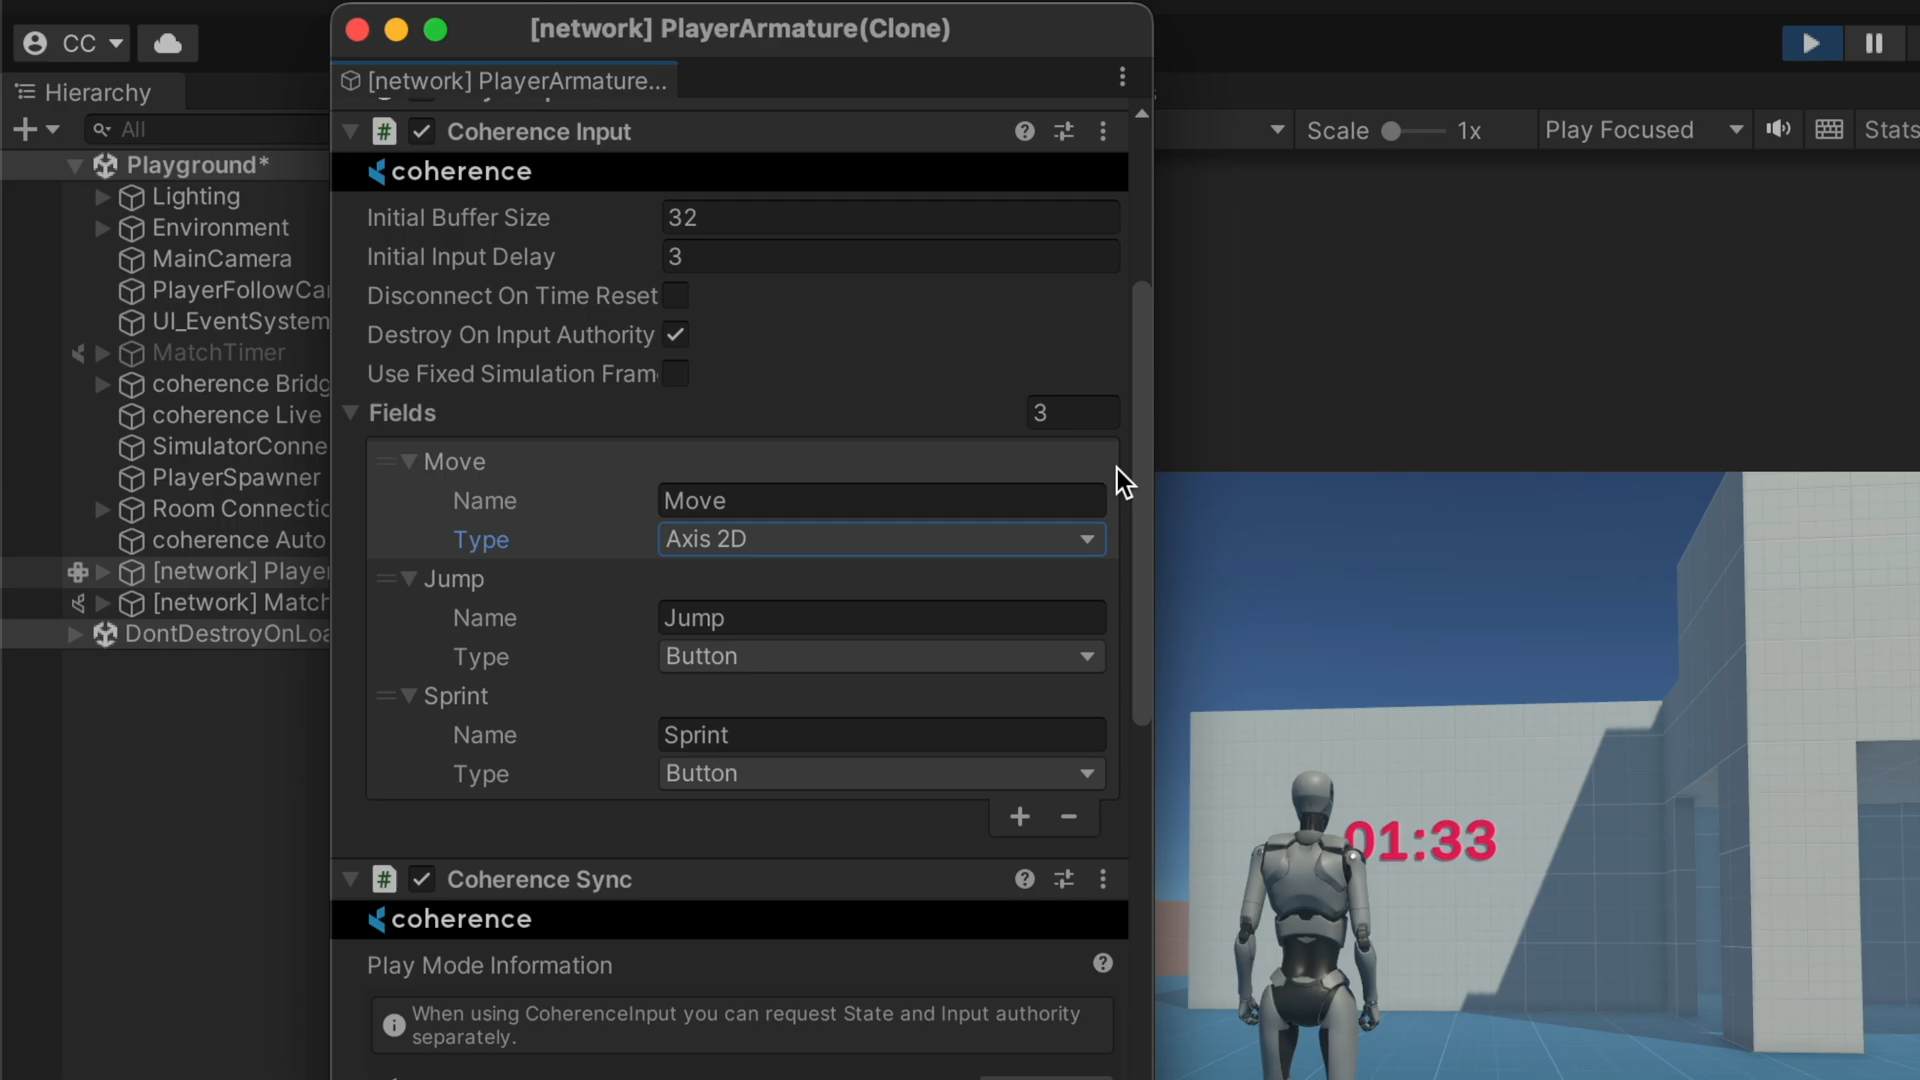 [network] PlayerArmature(Clone)
CC
[network] PlayerArmature...
Hierarchy
All
Scale 1x
Play Focused
Stats
Coherence Input
coherence
Playground*
Lighting
Environment
MainCamera
PlayerFollowCa
UI_EventSystem
MatchTimer
coherence Bridg
coherence Live
SimulatorConne
PlayerSpawner
Room Connectio
coherence Auto
[network] Player
[network] Match
DontDestroyOnLoa
Initial Buffer Size 32
Initial Input Delay 3
Disconnect On Time Reset
Destroy On Input Authority
Use Fixed Simulation Fram
Fields 3
Move
Name Move
Type Axis 2D
Jump
Name Jump
Type Button
Sprint
Name Sprint
Type Button
Coherence Sync
coherence
Play Mode Information
When using CoherenceInput you can request State and Input authority
separately.
01:33